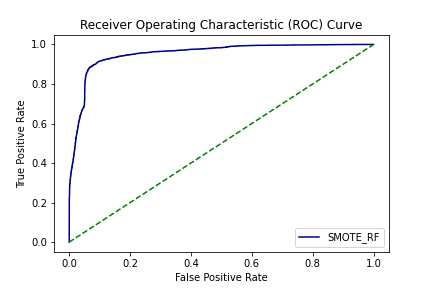 Receiver Operating Characteristic (ROC) Curve
1.0
0.8
0.6
0.4
0.2
0.0
True Positive Rate
SMOTE_RF
0.0 0.2 0.4 0.6 0.8 1.0
False Positive Rate